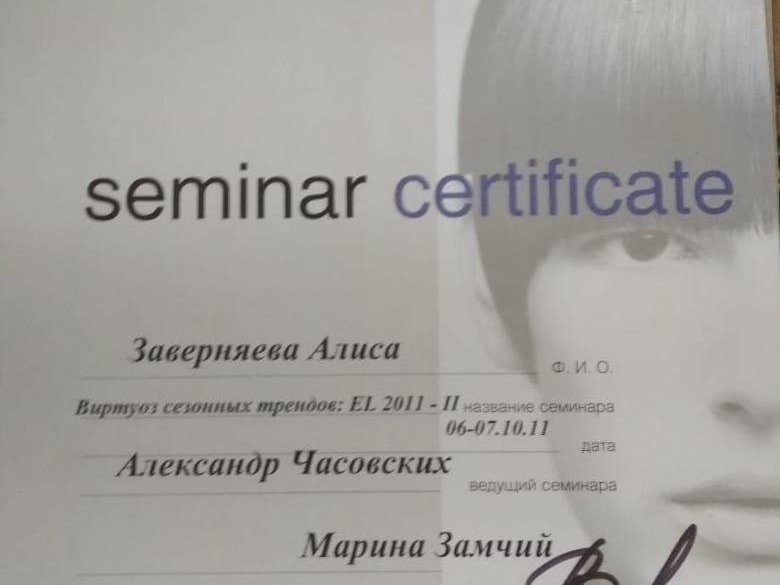 seminar certificate
Заверняева Алиса
Ф. И. О.
Виртуоз сезонных трендов: EL 2011 - II название семинара
06-07.10.11
дата
Александр Часовских
ведущий семинара
Марина Замчий